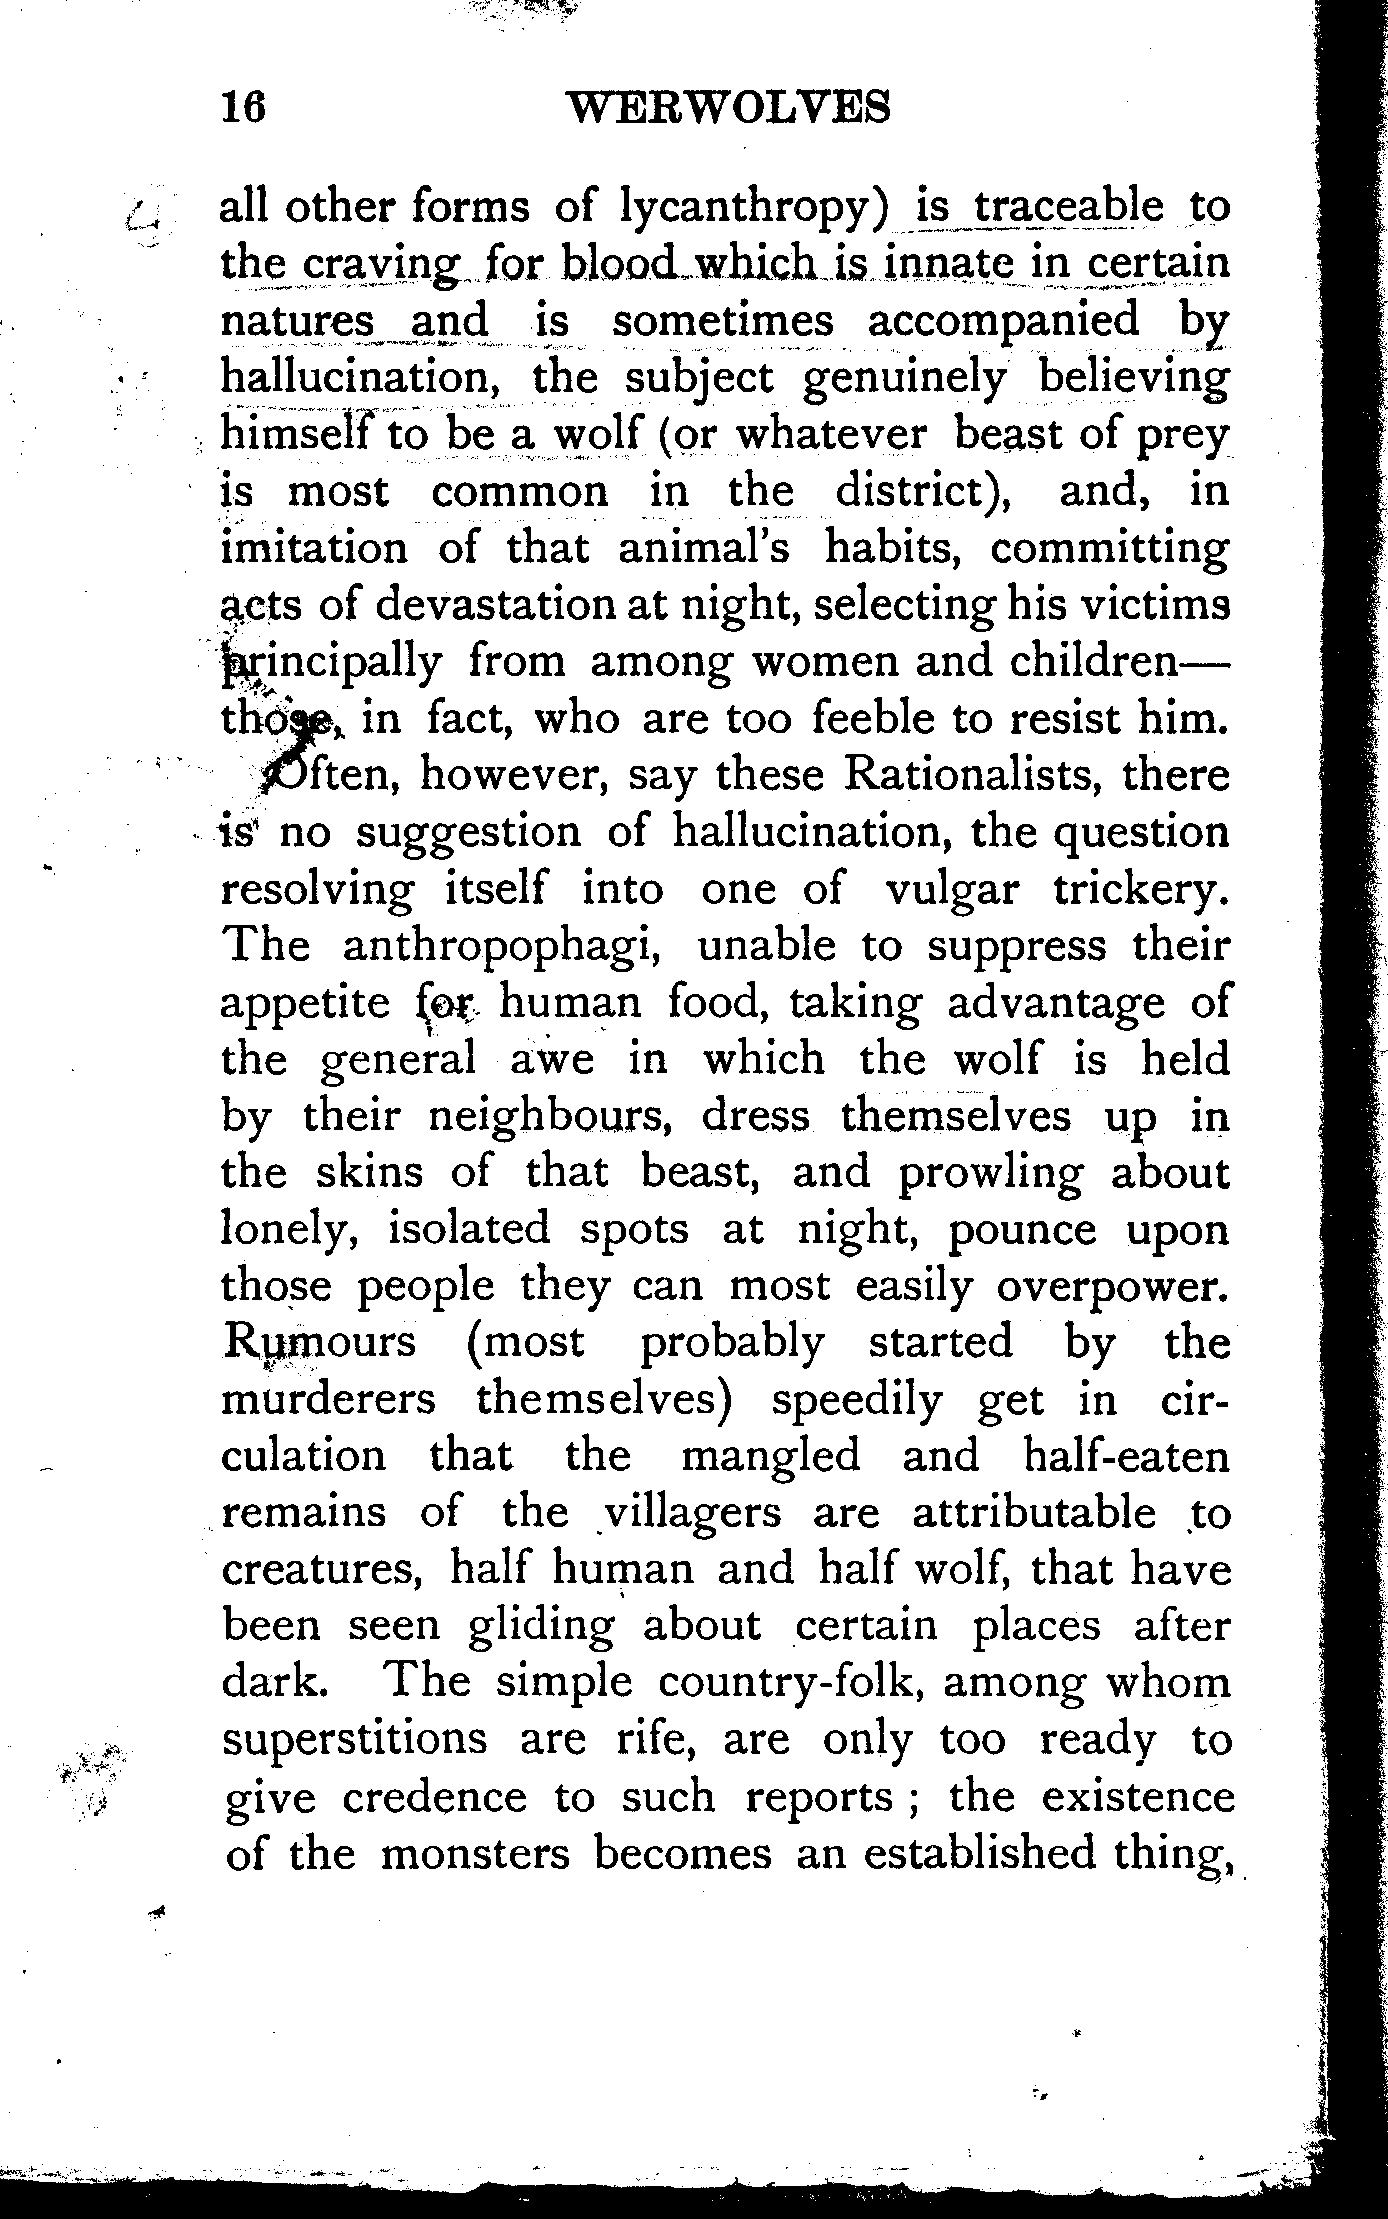 16 WERWOLVES
all other forms of lycanthropy) is traceable to
the craving for blood which is innate in certain
natures and is sometimes accompanied by
hallucination, the subject genuinely believing
himself to be a wolf (or whatever beast of prey
is most common in the district), and, in
imitation of that animal's habits, committing
acts of devastation at night, selecting his victims
principally from among women and children—
those, in fact, who are too feeble to resist him.
Often, however, say these Rationalists, there
is no suggestion of hallucination, the question
resolving itself into one of vulgar trickery.
The anthropophagi, unable to suppress their
appetite for human food, taking advantage of
the general awe in which the wolf is held
by their neighbours, dress themselves up in
the skins of that beast, and prowling about
lonely, isolated spots at night, pounce upon
those people they can most easily overpower.
Rumours (most probably started by the
murderers themselves) speedily get in cir-
culation that the mangled and half-eaten
remains of the villagers are attributable to
creatures, half human and half wolf, that have
been seen gliding about certain places after
dark. The simple country-folk, among whom
superstitions are rife, are only too ready to
give credence to such reports ; the existence
of the monsters becomes an established thing,